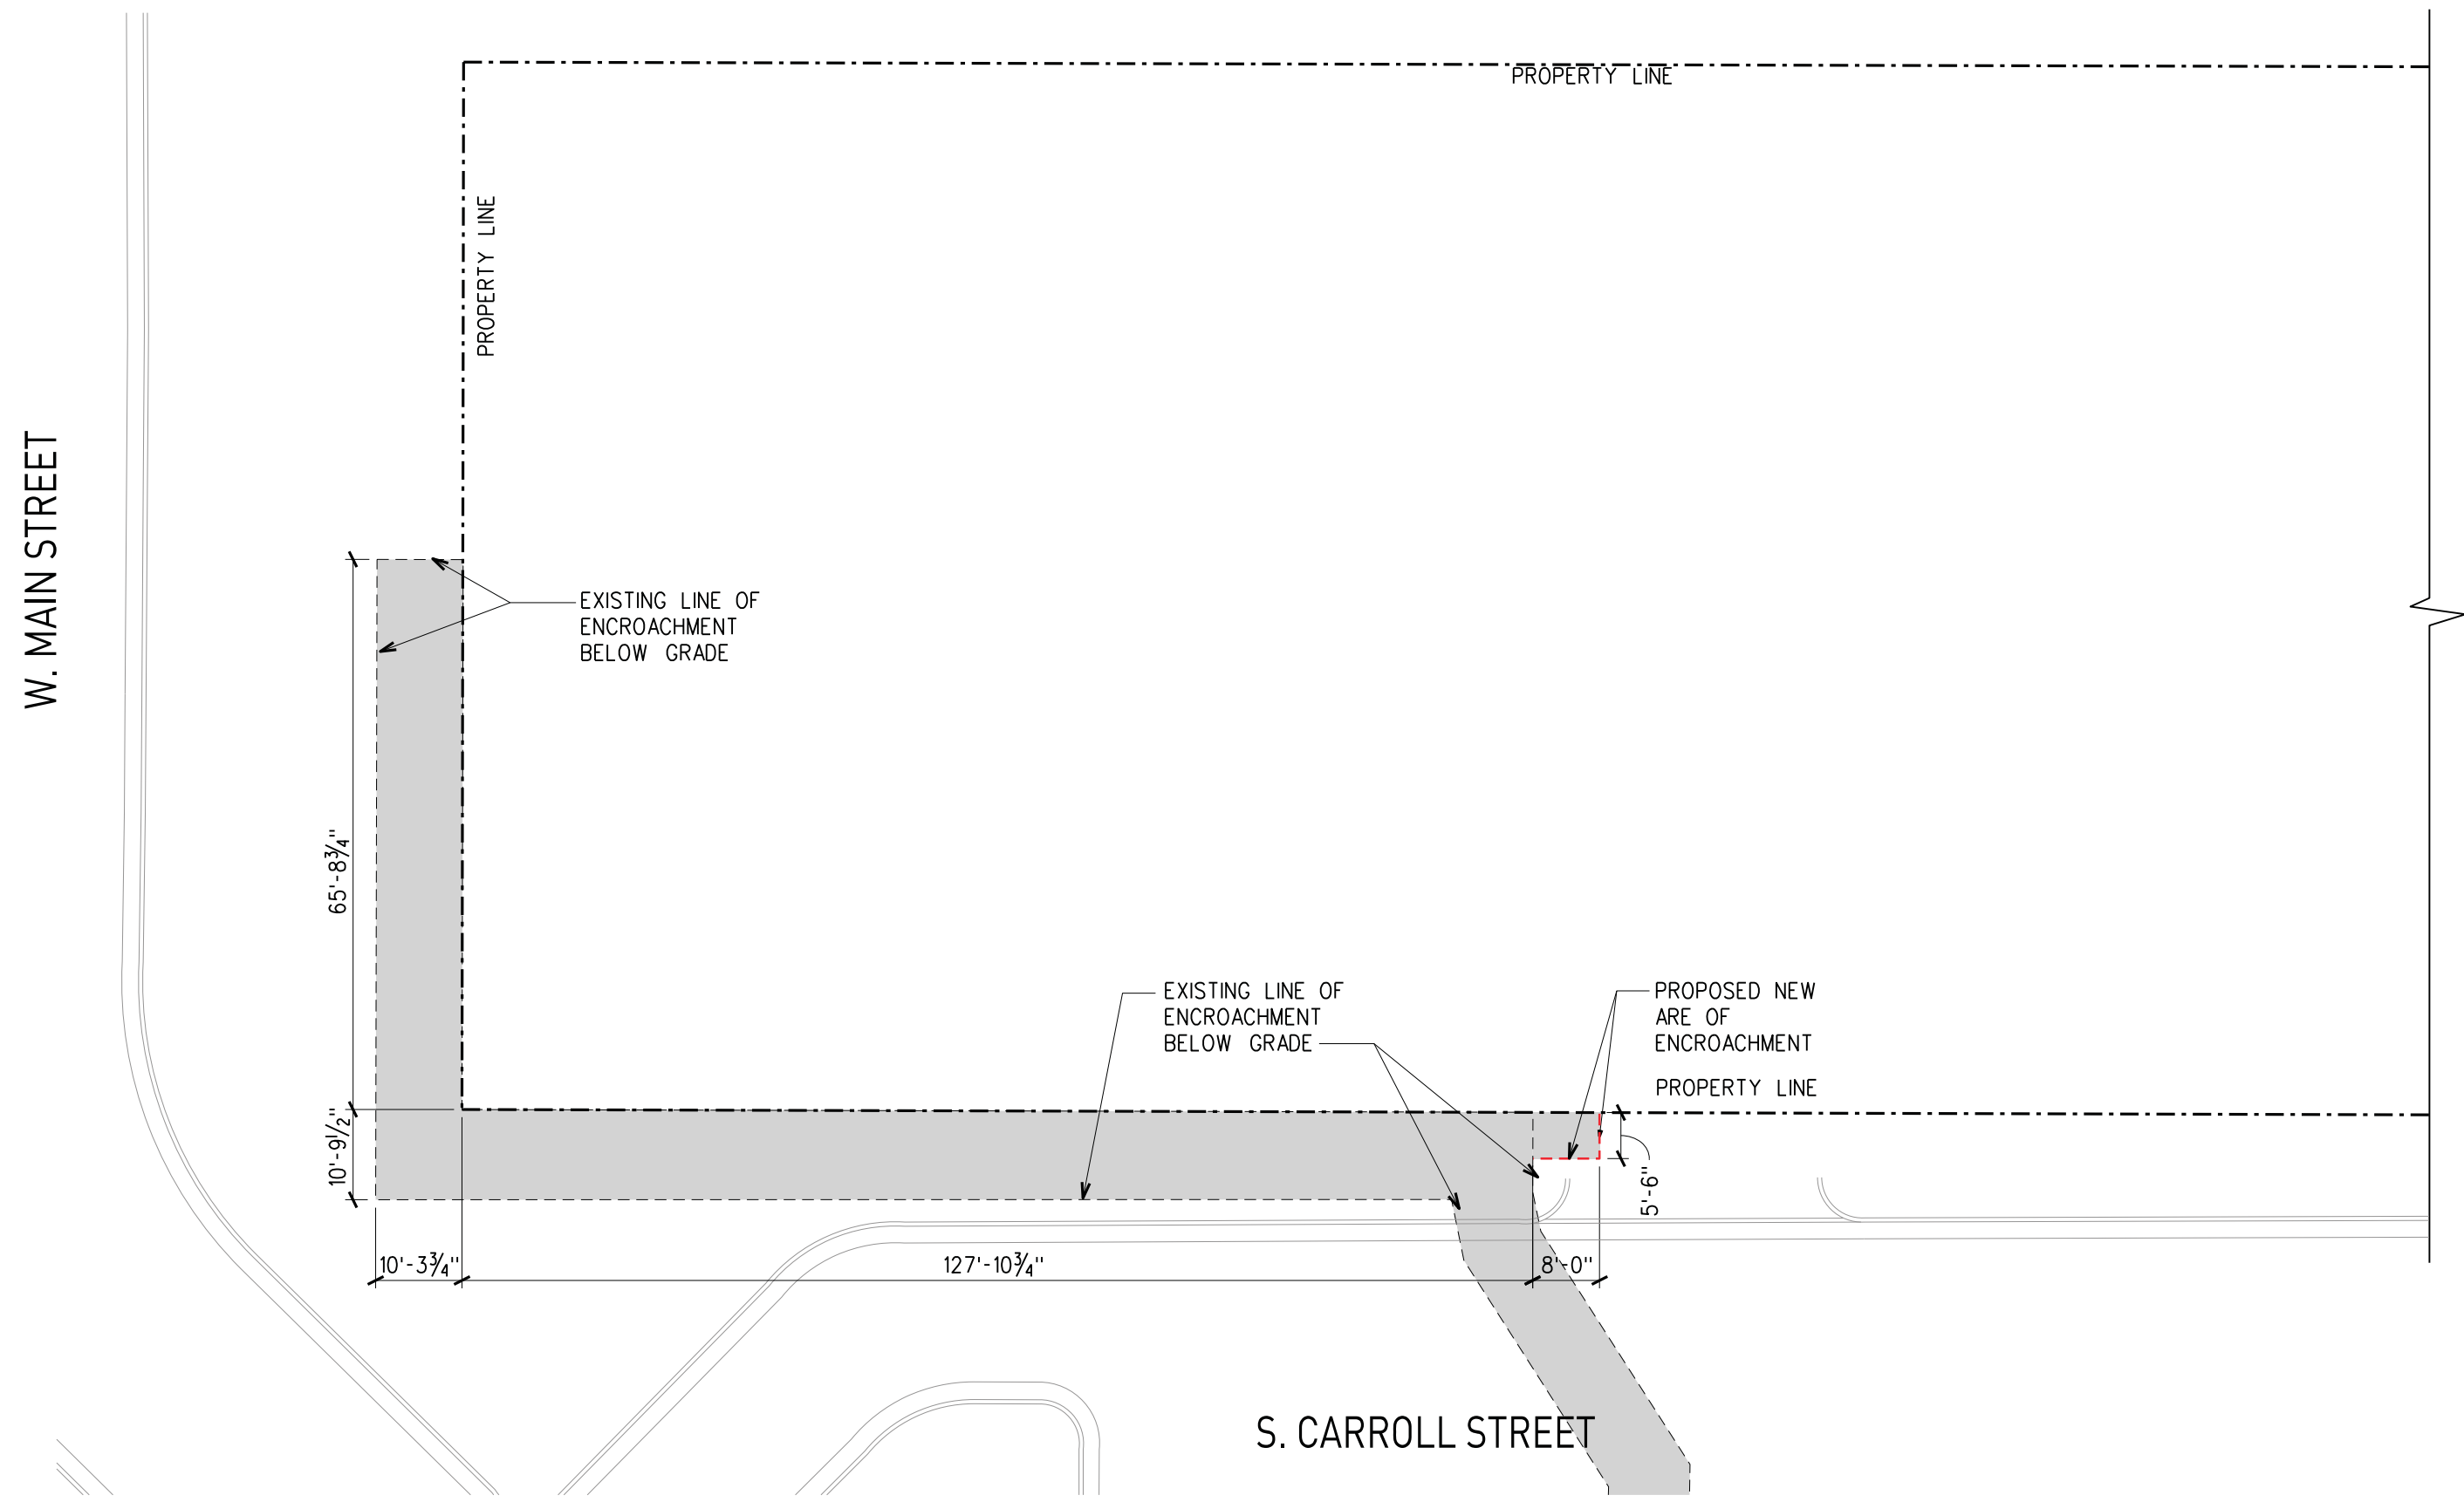 PROPERTY LINE
PROPERTY LINE
W. MAIN STREET
EXISTING LINE OF
ENCROACHMENT
BELOW GRADE
65'-8¾"
EXISTING LINE OF
ENCROACHMENT
BELOW GRADE
PROPOSED NEW
ARE OF
ENCROACHMENT
PROPERTY LINE
10'-9½"
5'-6"
10'-3¾"
127'-10¾"
8'-0"
S. CARROLL STREET